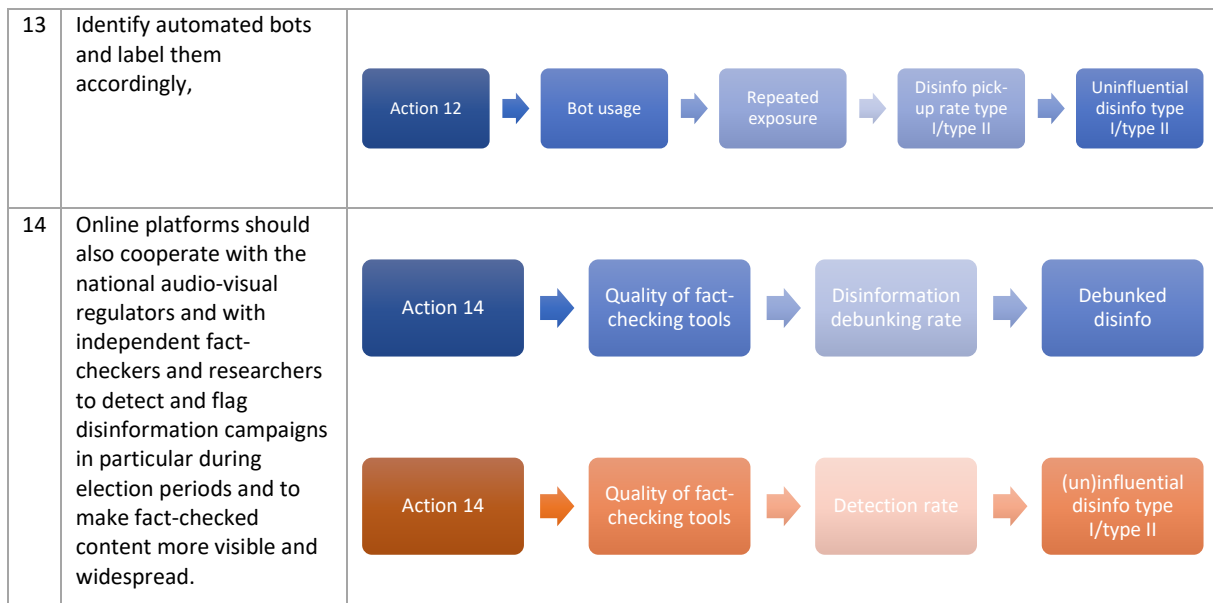 13
Identify automated bots
and label them
accordingly,
Action 12
Bot usage
Repeated
exposure
Disinfo pick-
up rate type
I/type II
Uninfluential
disinfo type
I/type II
14
Online platforms should
also cooperate with the
national audio-visual
regulators and with
independent fact-
checkers and researchers
to detect and flag
disinformation campaigns
in particular during
election periods and to
make fact-checked
content more visible and
widespread.
Action 14
Quality of fact-
checking tools
Disinformation
debunking rate
Debunked
disinfo
Action 14
Quality of fact-
checking tools
Detection rate
(un)influential
disinfo type
I/type II